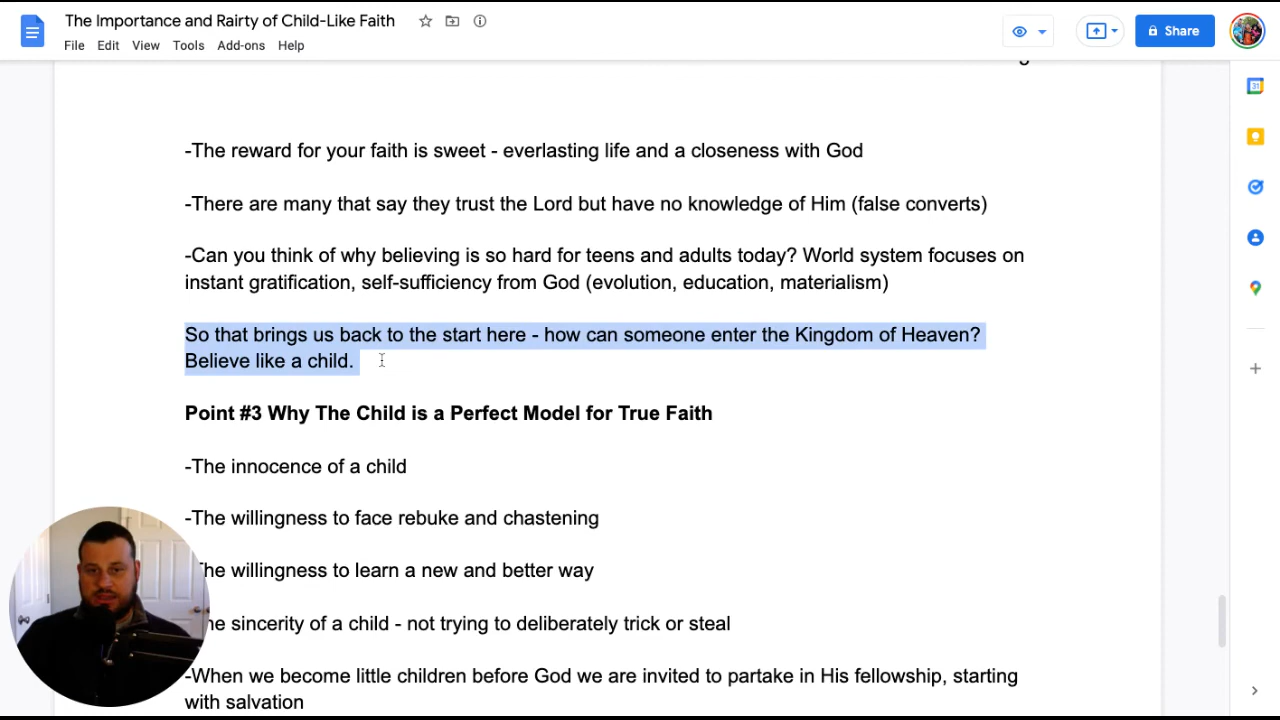 The Importance and Rairty of Child-Like Faith
File Edit View Tools Add-ons Help
Share
31
-The reward for your faith is sweet - everlasting life and a closeness with God
-There are many that say they trust the Lord but have no knowledge of Him (false converts)
-Can you think of why believing is so hard for teens and adults today? World system focuses on
instant gratification, self-sufficiency from God (evolution, education, materialism)
So that brings us back to the start here - how can someone enter the Kingdom of Heaven?
Believe like a child.
Point #3 Why The Child is a Perfect Model for True Faith
-The innocence of a child
-The willingness to face rebuke and chastening
he willingness to learn a new and better way
he sincerity of a child - not trying to deliberately trick or steal
-When we become little children before God we are invited to partake in His fellowship, starting
with salvation